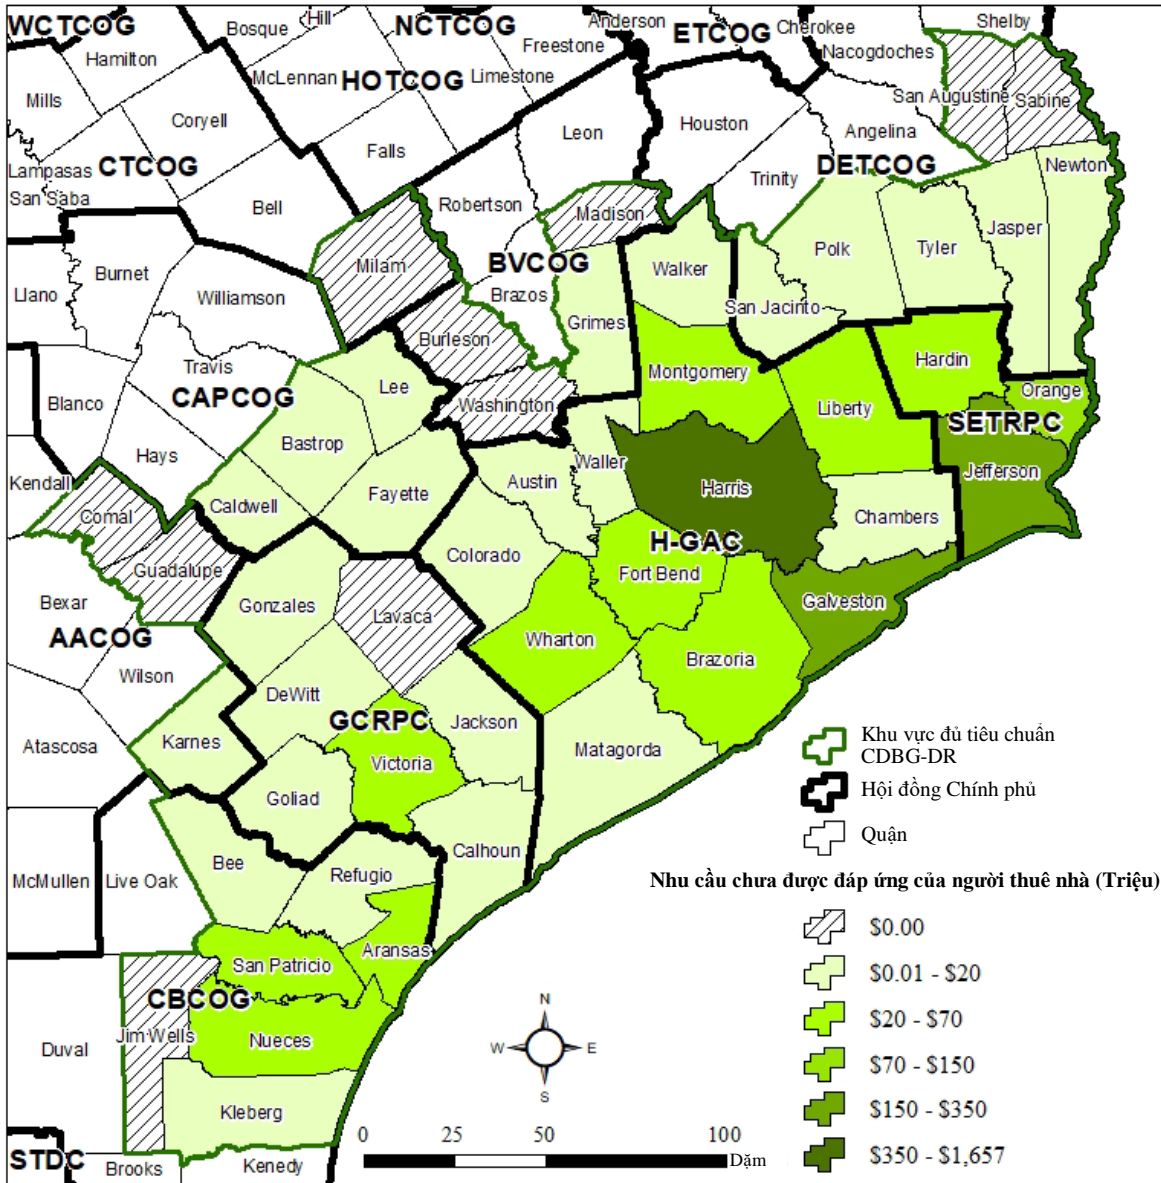 WCTCOG
Bosque
Hill
NCTCOG
Anderson
ETCOG
Cherokee
Shelby
Hamilton
Freestone
Nacogdoches
McLennan
HOTCOG
Limestone
Mills
San Augustine
Sabine
Coryell
Leon
Houston
Angelina
Falls
Lampasas
CTCOG
San Saba
Trinity
DETCOG
Newton
Bell
Robertson
Madison
Jasper
Burnet
Milam
BVCOG
Walker
Polk
Tyler
Llano
Williamson
Brazos
San Jacinto
Grimes
Burleson
Travis
Montgomery
Hardin
Lee
Orange
Blanco
CAPCOG
Washington
Liberty
SETRPC
Bastrop
Hays
Waller
Jefferson
Kendall
Fayette
Austin
Harris
Caldwell
Comal
Chambers
H-GAC
Colorado
Guadalupe
Fort Bend
Bexar
Gonzales
Lavaca
Galveston
AACOG
Wharton
Brazoria
Wilson
DeWitt
GCRPC
Jackson
Atascosa
Karnes
Victoria
Matagorda
Goliad
Calhoun
Bee
McMullen
Live Oak
Refugio
Aransas
San Patricio
CBCOG
Jim Wells
Nueces
Duval
Kleberg
STDC
Brooks
Kenedy
Khu vực đủ tiêu chuẩn
CDBG-DR
Hội đồng Chính phủ
Quận
Nhu cầu chưa được đáp ứng của người thuê nhà (Triệu)
$0.00
$0.01 - $20
$20 - $70
$70 - $150
$150 - $350
$350 - $1,657
N
W
E
S
0 25 50 100
Dặm